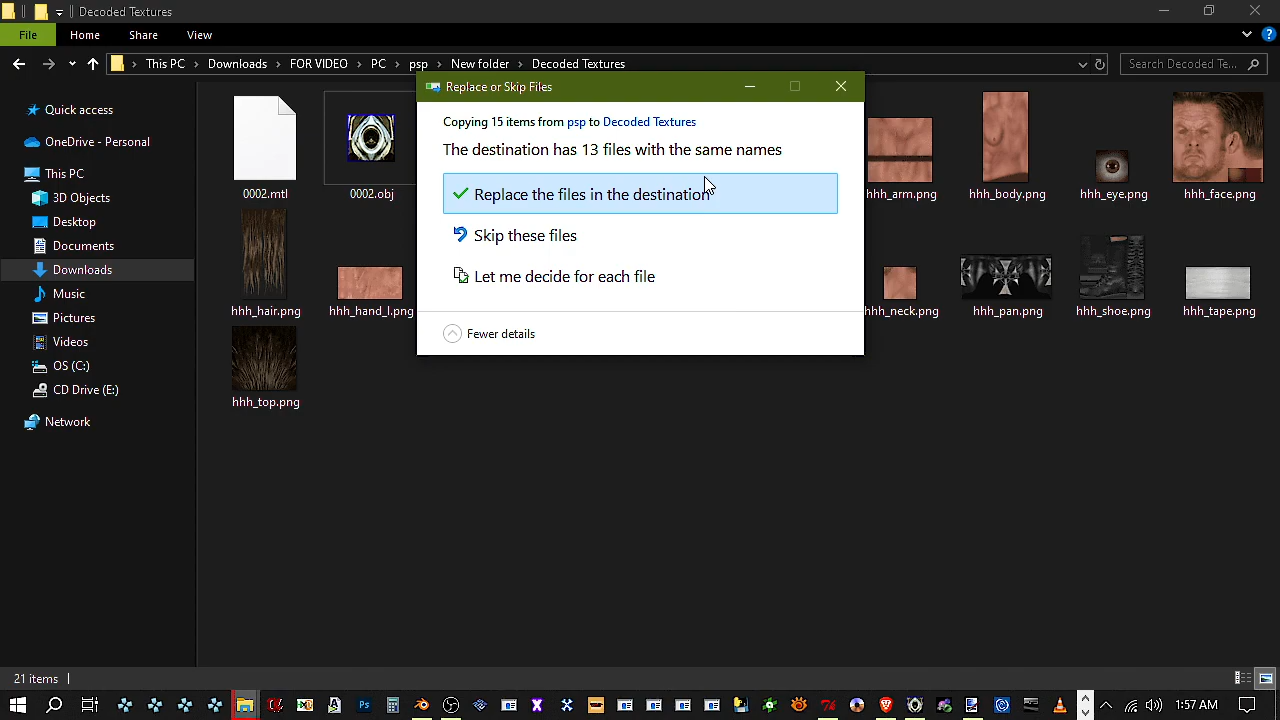 Decoded Textures
File Home Share View
This PC Downloads FOR VIDEO PC psp New folder Decoded Textures
Search Decoded Te...
Quick access
OneDrive - Personal
This PC
3D Objects
Desktop
Documents
Downloads
Music
Pictures
Videos
OS (C:)
CD Drive (E:)
Network
Replace or Skip Files
Copying 15 items from psp to Decoded Textures
The destination has 13 files with the same names
Replace the files in the destination
Skip these files
Let me decide for each file
Fewer details
0002.mtl 0002.obj hhh_arm.png hhh_body.png hhh_eye.png hhh_face.png
hhh_hair.png hhh_hand_l.png hhh_neck.png hhh_pan.png hhh_shoe.png hhh_tape.png
hhh_top.png
21 items
1:57 AM